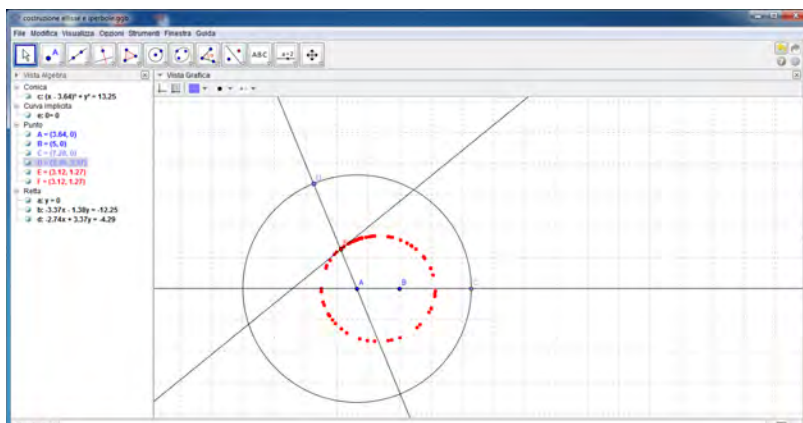 costruzione ellisse e iperbole.ggb
File Modifica Visualizza Opzioni Strumenti Finestra Guida
ABC
a=2
Vista Algebra
Vista Grafica
Conica
c: (x - 3.64)² + y² = 13.25
Curva Implicita
e: 0= 0
Punto
A = (3.64, 0)
B = (5, 0)
C = (7.28, 0)
E = (3.12, 1.27)
F = (3.12, 1.27)
Retta
a: y = 0
b: -3.37x - 1.38y = -12.25
d: -2.74x + 3.37y = -4.29
D
A
B
C